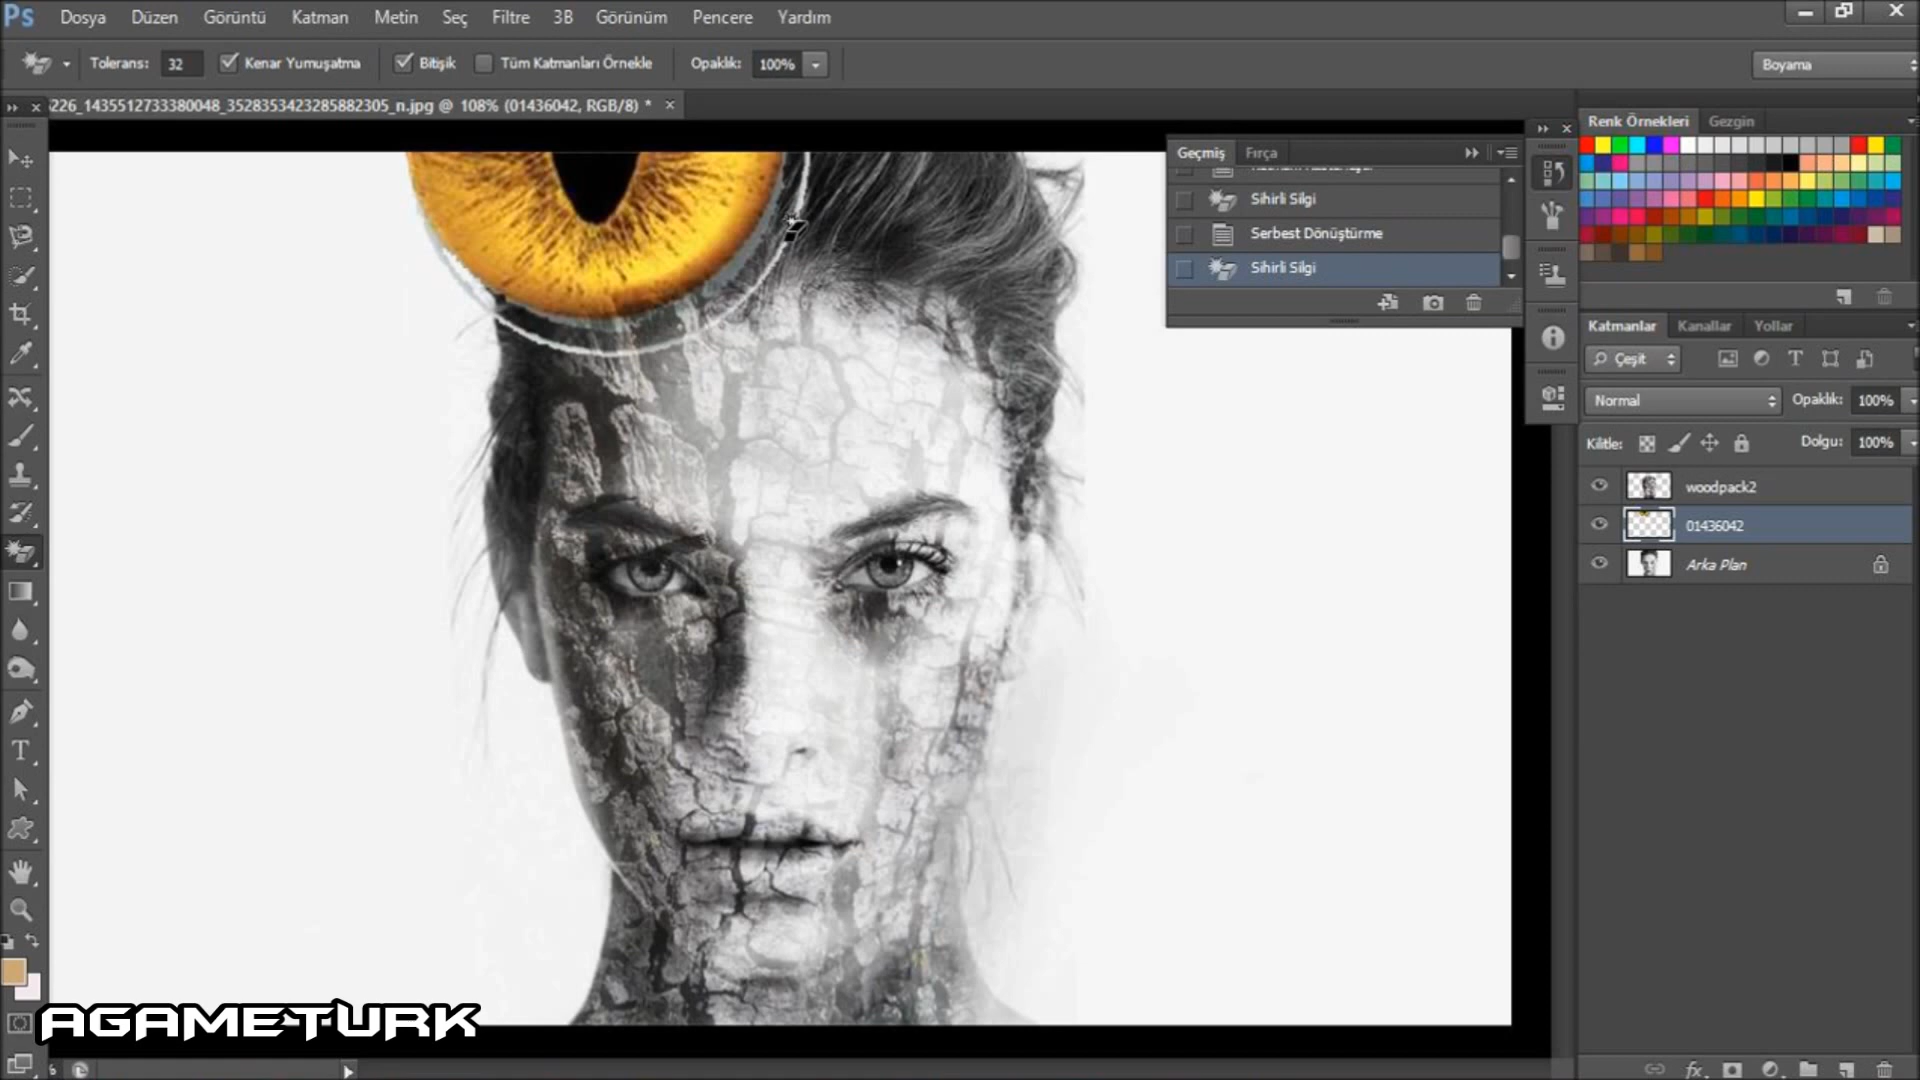 Ps Dosya Düzen Görüntü Katman Metin Seç Filtre 3B Görünüm Pencere Yardım
Tolerans: 32 Kenar Yumuşatma Bitişik Tüm Katmanları Örnekle Opaklık: 100% Boyama
226_1435512733380048_3528353423285882305_n.jpg @ 108% (01436042, RGB/8) *
Renk Örnekleri Gezgin
Geçmiş Fırça
Sihirli Silgi
Serbest Dönüştürme
Sihirli Silgi
Katmanlar Kanallar Yollar
Çeşit
Normal Opaklık: 100%
Kilitle: Dolgu: 100%
woodpack2
01436042
Arka Plan
AGAMETURK